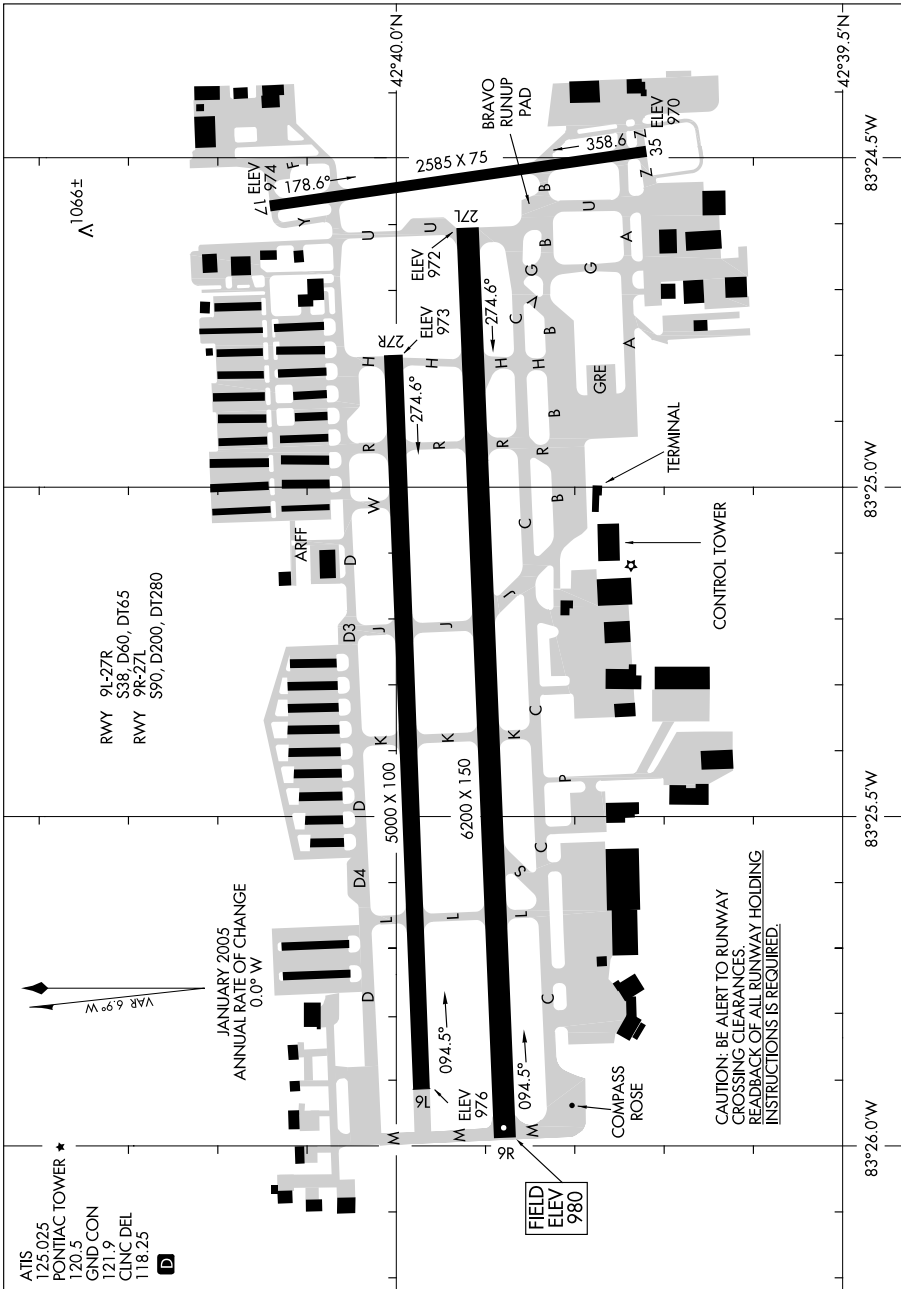 ATIS
125.025
PONTIAC TOWER ★
120.5
GND CON
121.9
CLNC DEL
118.25
D
VAR 6.9° W
JANUARY 2005
ANNUAL RATE OF CHANGE
0.0° W
RWY 9L-27R
S38, D60, DT65
RWY 9R-27L
S90, D200, DT280
1066±
42°40.0'N
42°39.5'N
83°24.5'W
83°25.0'W
83°25.5'W
83°26.0'W
ELEV
974
17
178.6°
F
Y
2585 X 75
BRAVO
RUNUP
PAD
358.6
35
ELEV
970
Z
Z
U
U
27L
ELEV
972
B
U
B
B
A
G
G
A
V
C
B
A
H
H
H
H
27R
ELEV
973
274.6°
274.6°
GRE
R
R
R
R
B
B
C
TERMINAL
W
ARFF
D
D3
J
J
J
CONTROL TOWER
K
K
K
C
D
5000 X 100
6200 X 150
P
D4
S
C
L
L
L
D
C
094.5°
094.5°
9L
ELEV
976
M
M
M
9R
COMPASS
ROSE
FIELD
ELEV
980
CAUTION: BE ALERT TO RUNWAY
CROSSING CLEARANCES.
READBACK OF ALL RUNWAY HOLDING
INSTRUCTIONS IS REQUIRED.